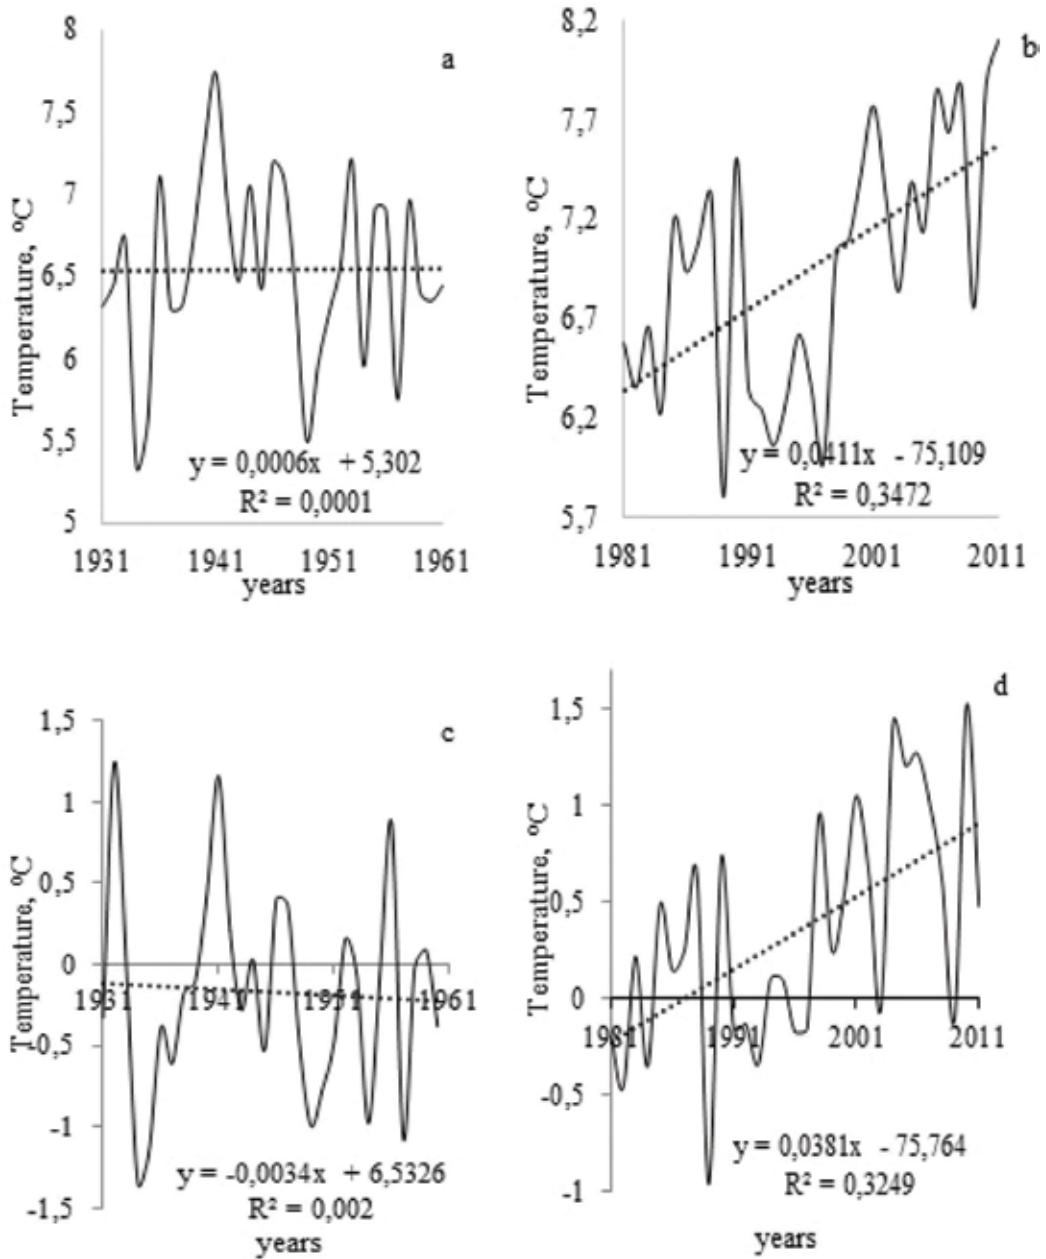 a
8
7,5
7
6,5
6
5,5
5
Temperature, ºC
y = 0,0006x + 5,302
R² = 0,0001
1931 1941 1951 1961
years
b
8,2
7,7
7,2
6,7
6,2
5,7
Temperature, ºC
y = 0,0411x - 75,109
R² = 0,3472
1981 1991 2001 2011
years
c
1,5
1
0,5
0
-0,5
-1
-1,5
Temperature, ºC
1931 1941 1951 1961
y = -0,0034x + 6,5326
R² = 0,002
years
d
1,5
1
0,5
0
-0,5
-1
Temperature, ºC
1981 1991 2001 2011
y = 0,0381x - 75,764
R² = 0,3249
years